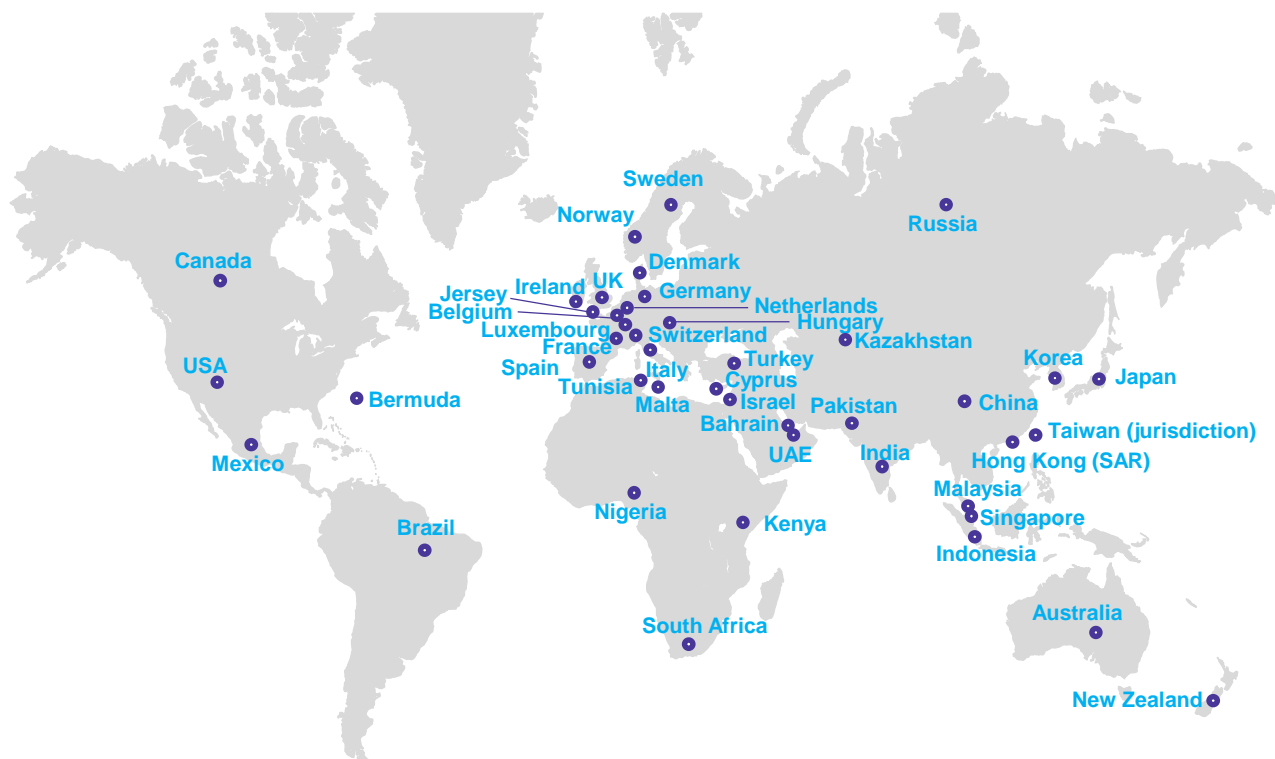 Sweden
Norway
Russia
Canada
Denmark
Ireland
UK
Germany
Jersey
Netherlands
Belgium
Hungary
Luxembourg
Switzerland
France
Kazakhstan
USA
Spain
Italy
Turkey
Korea
Japan
Tunisia
Cyprus
Malta
Israel
Bermuda
Pakistan
China
Bahrain
UAE
India
Taiwan (jurisdiction)
Hong Kong (SAR)
Mexico
Malaysia
Nigeria
Kenya
Singapore
Brazil
Indonesia
South Africa
Australia
New Zealand